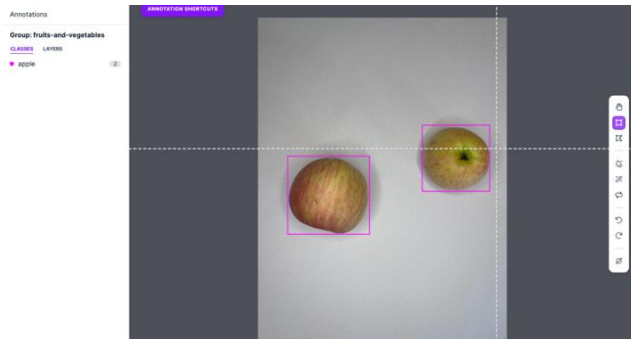 Annotations
ANNOTATION SHORTCUTS
Group: fruits-and-vegetables
CLASSES LAYERS
apple 2